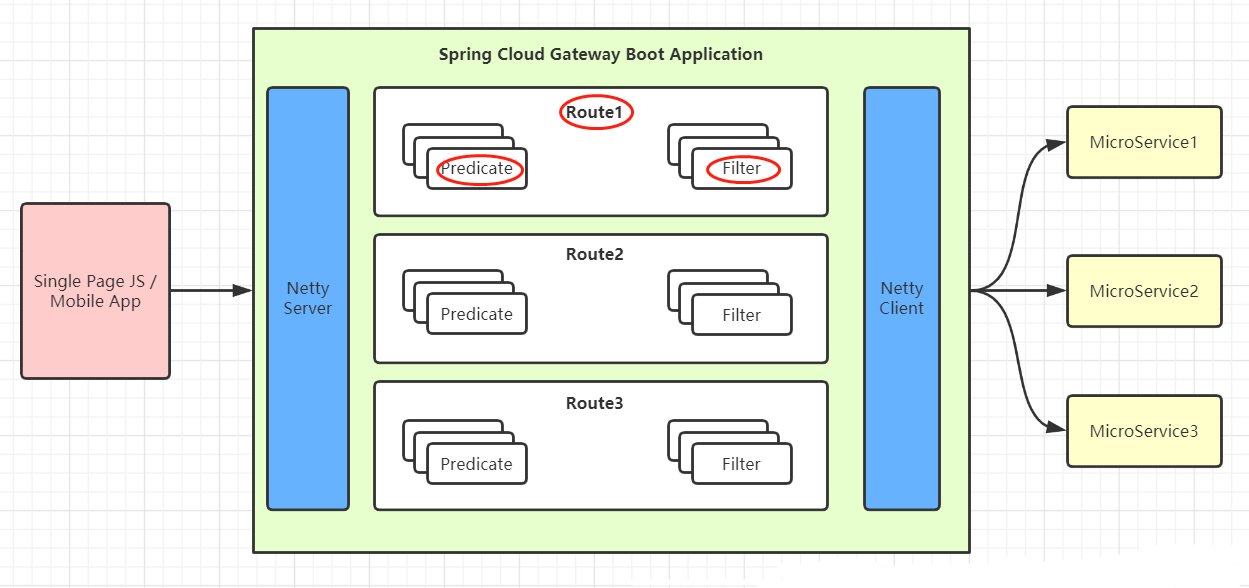 Spring Cloud Gateway Boot Application
Single Page JS /
Mobile App
Netty
Server
Route1
Predicate
Filter
Route2
Predicate
Filter
Route3
Predicate
Filter
Netty
Client
MicroService1
MicroService2
MicroService3